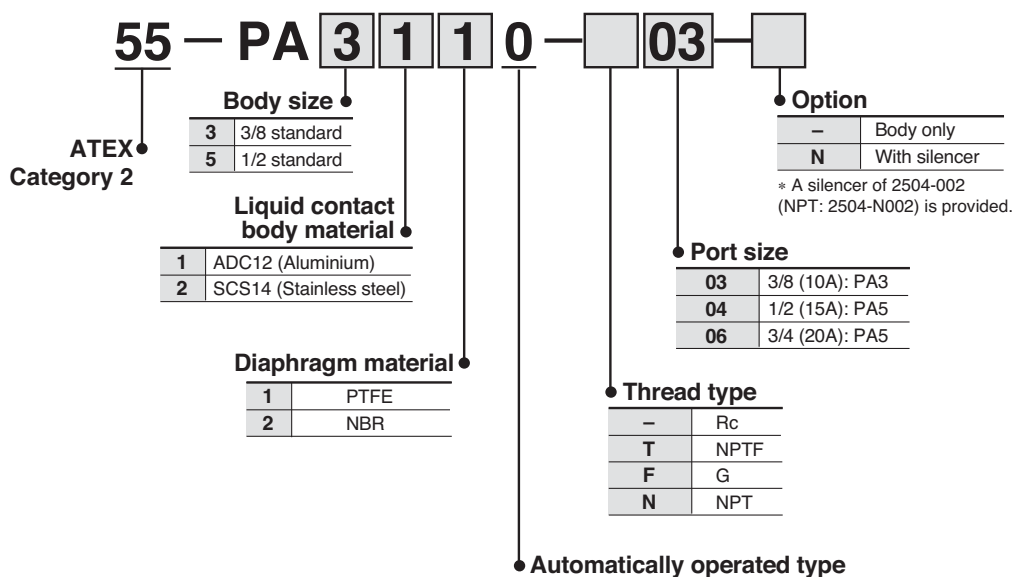 55 — PA 3 1 1 0 — 03 —
ATEX
Category 2
Body size
3 3/8 standard
5 1/2 standard
Liquid contact
body material
1 ADC12 (Aluminium)
2 SCS14 (Stainless steel)
Diaphragm material
1 PTFE
2 NBR
Option
– Body only
N With silencer
* A silencer of 2504-002
(NPT: 2504-N002) is provided.
Port size
03 3/8 (10A): PA3
04 1/2 (15A): PA5
06 3/4 (20A): PA5
Thread type
– Rc
T NPTF
F G
N NPT
Automatically operated type